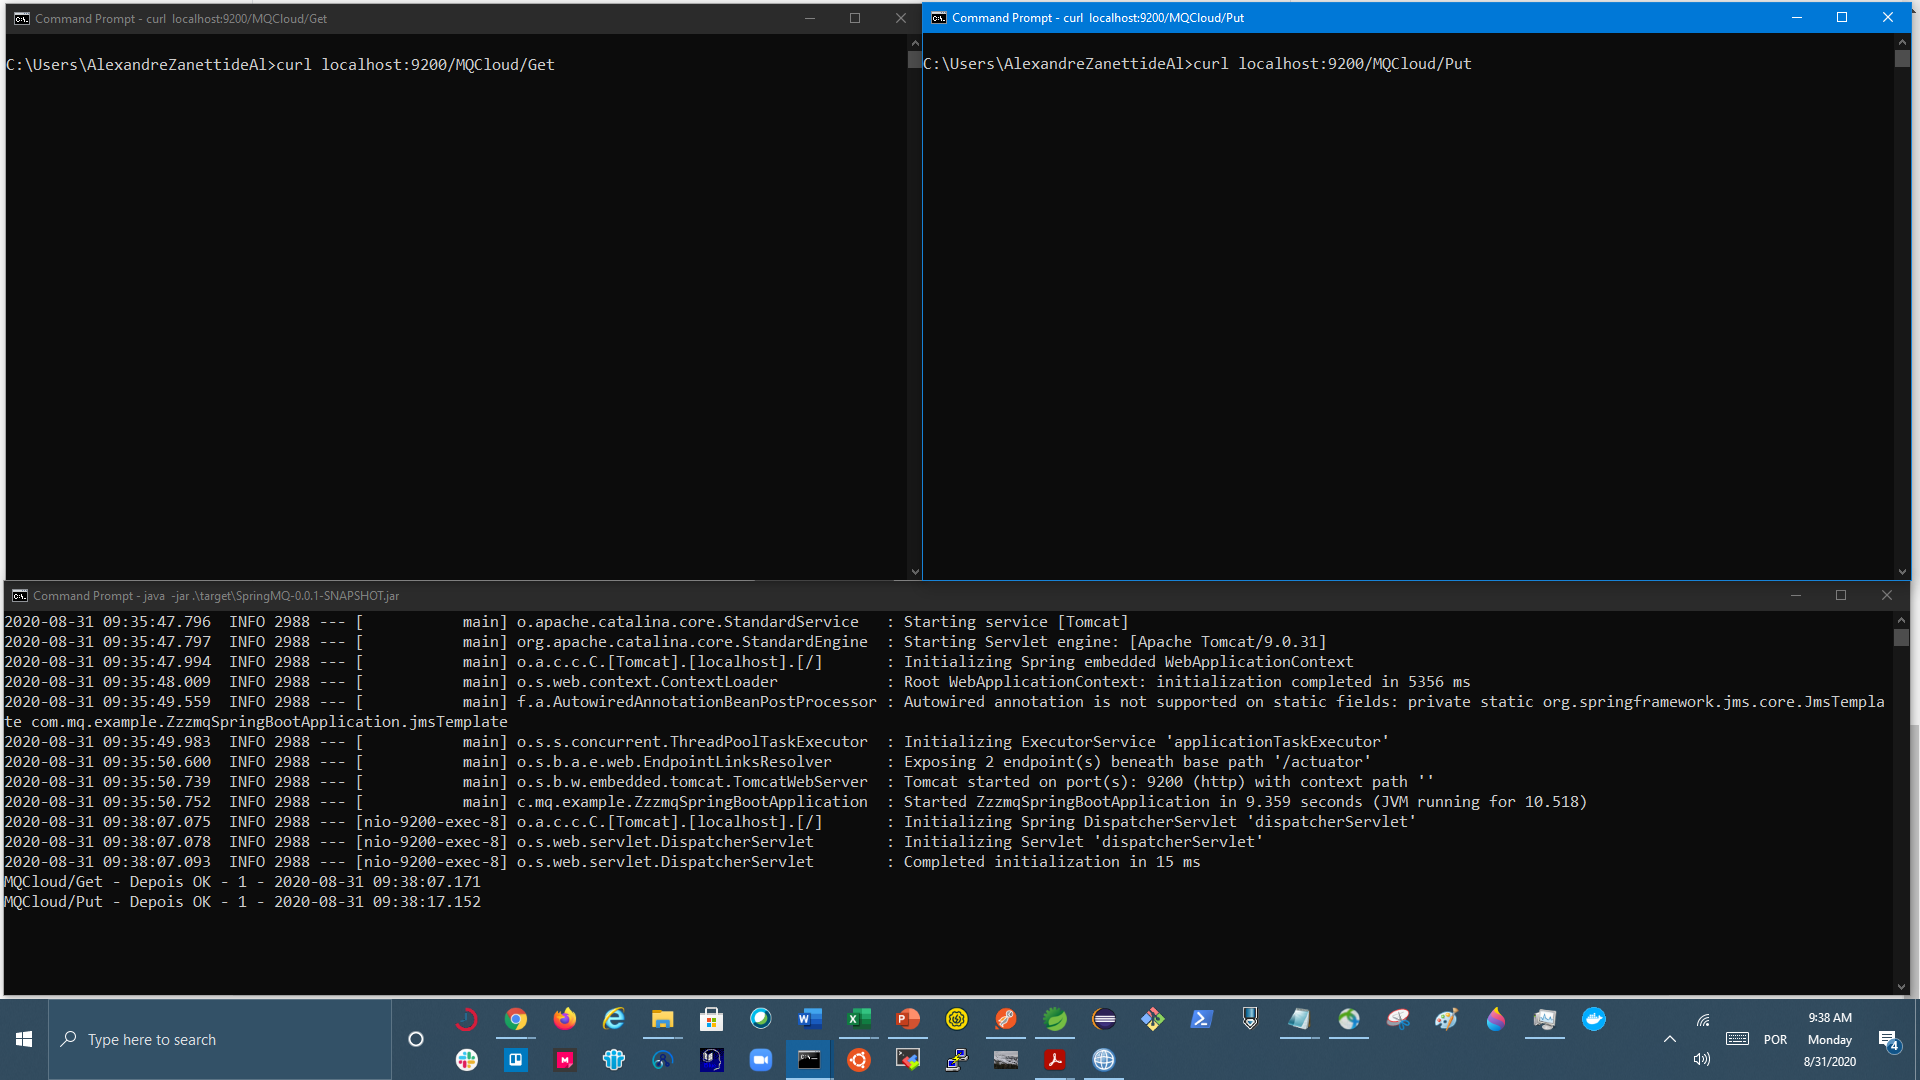 Command Prompt - curl  localhost:9200/MQCloud/Get
C:\Users\AlexandreZanettideAl>curl localhost:9200/MQCloud/Get
Command Prompt - curl  localhost:9200/MQCloud/Put
C:\Users\AlexandreZanettideAl>curl localhost:9200/MQCloud/Put
Command Prompt - java  -jar .\target\SpringMQ-0.0.1-SNAPSHOT.jar
2020-08-31 09:35:47.796  INFO 2988 --- [           main] o.apache.catalina.core.StandardService   : Starting service [Tomcat]
2020-08-31 09:35:47.797  INFO 2988 --- [           main] org.apache.catalina.core.StandardEngine  : Starting Servlet engine: [Apache Tomcat/9.0.31]
2020-08-31 09:35:47.994  INFO 2988 --- [           main] o.a.c.c.C.[Tomcat].[localhost].[/]       : Initializing Spring embedded WebApplicationContext
2020-08-31 09:35:48.009  INFO 2988 --- [           main] o.s.web.context.ContextLoader            : Root WebApplicationContext: initialization completed in 5356 ms
2020-08-31 09:35:49.559  INFO 2988 --- [           main] f.a.AutowiredAnnotationBeanPostProcessor : Autowired annotation is not supported on static fields: private static org.springframework.jms.core.JmsTempla
te com.mq.example.ZzzmqSpringBootApplication.jmsTemplate
2020-08-31 09:35:49.983  INFO 2988 --- [           main] o.s.s.concurrent.ThreadPoolTaskExecutor  : Initializing ExecutorService 'applicationTaskExecutor'
2020-08-31 09:35:50.600  INFO 2988 --- [           main] o.s.b.a.e.web.EndpointLinksResolver      : Exposing 2 endpoint(s) beneath base path '/actuator'
2020-08-31 09:35:50.739  INFO 2988 --- [           main] o.s.b.w.embedded.tomcat.TomcatWebServer  : Tomcat started on port(s): 9200 (http) with context path ''
2020-08-31 09:35:50.752  INFO 2988 --- [           main] c.mq.example.ZzzmqSpringBootApplication  : Started ZzzmqSpringBootApplication in 9.359 seconds (JVM running for 10.518)
2020-08-31 09:38:07.075  INFO 2988 --- [nio-9200-exec-8] o.a.c.c.C.[Tomcat].[localhost].[/]       : Initializing Spring DispatcherServlet 'dispatcherServlet'
2020-08-31 09:38:07.078  INFO 2988 --- [nio-9200-exec-8] o.s.web.servlet.DispatcherServlet        : Initializing Servlet 'dispatcherServlet'
2020-08-31 09:38:07.093  INFO 2988 --- [nio-9200-exec-8] o.s.web.servlet.DispatcherServlet        : Completed initialization in 15 ms
MQCloud/Get - Depois OK - 1 - 2020-08-31 09:38:07.171
MQCloud/Put - Depois OK - 1 - 2020-08-31 09:38:17.152
Type here to search
POR
9:38 AM
Monday
8/31/2020
4